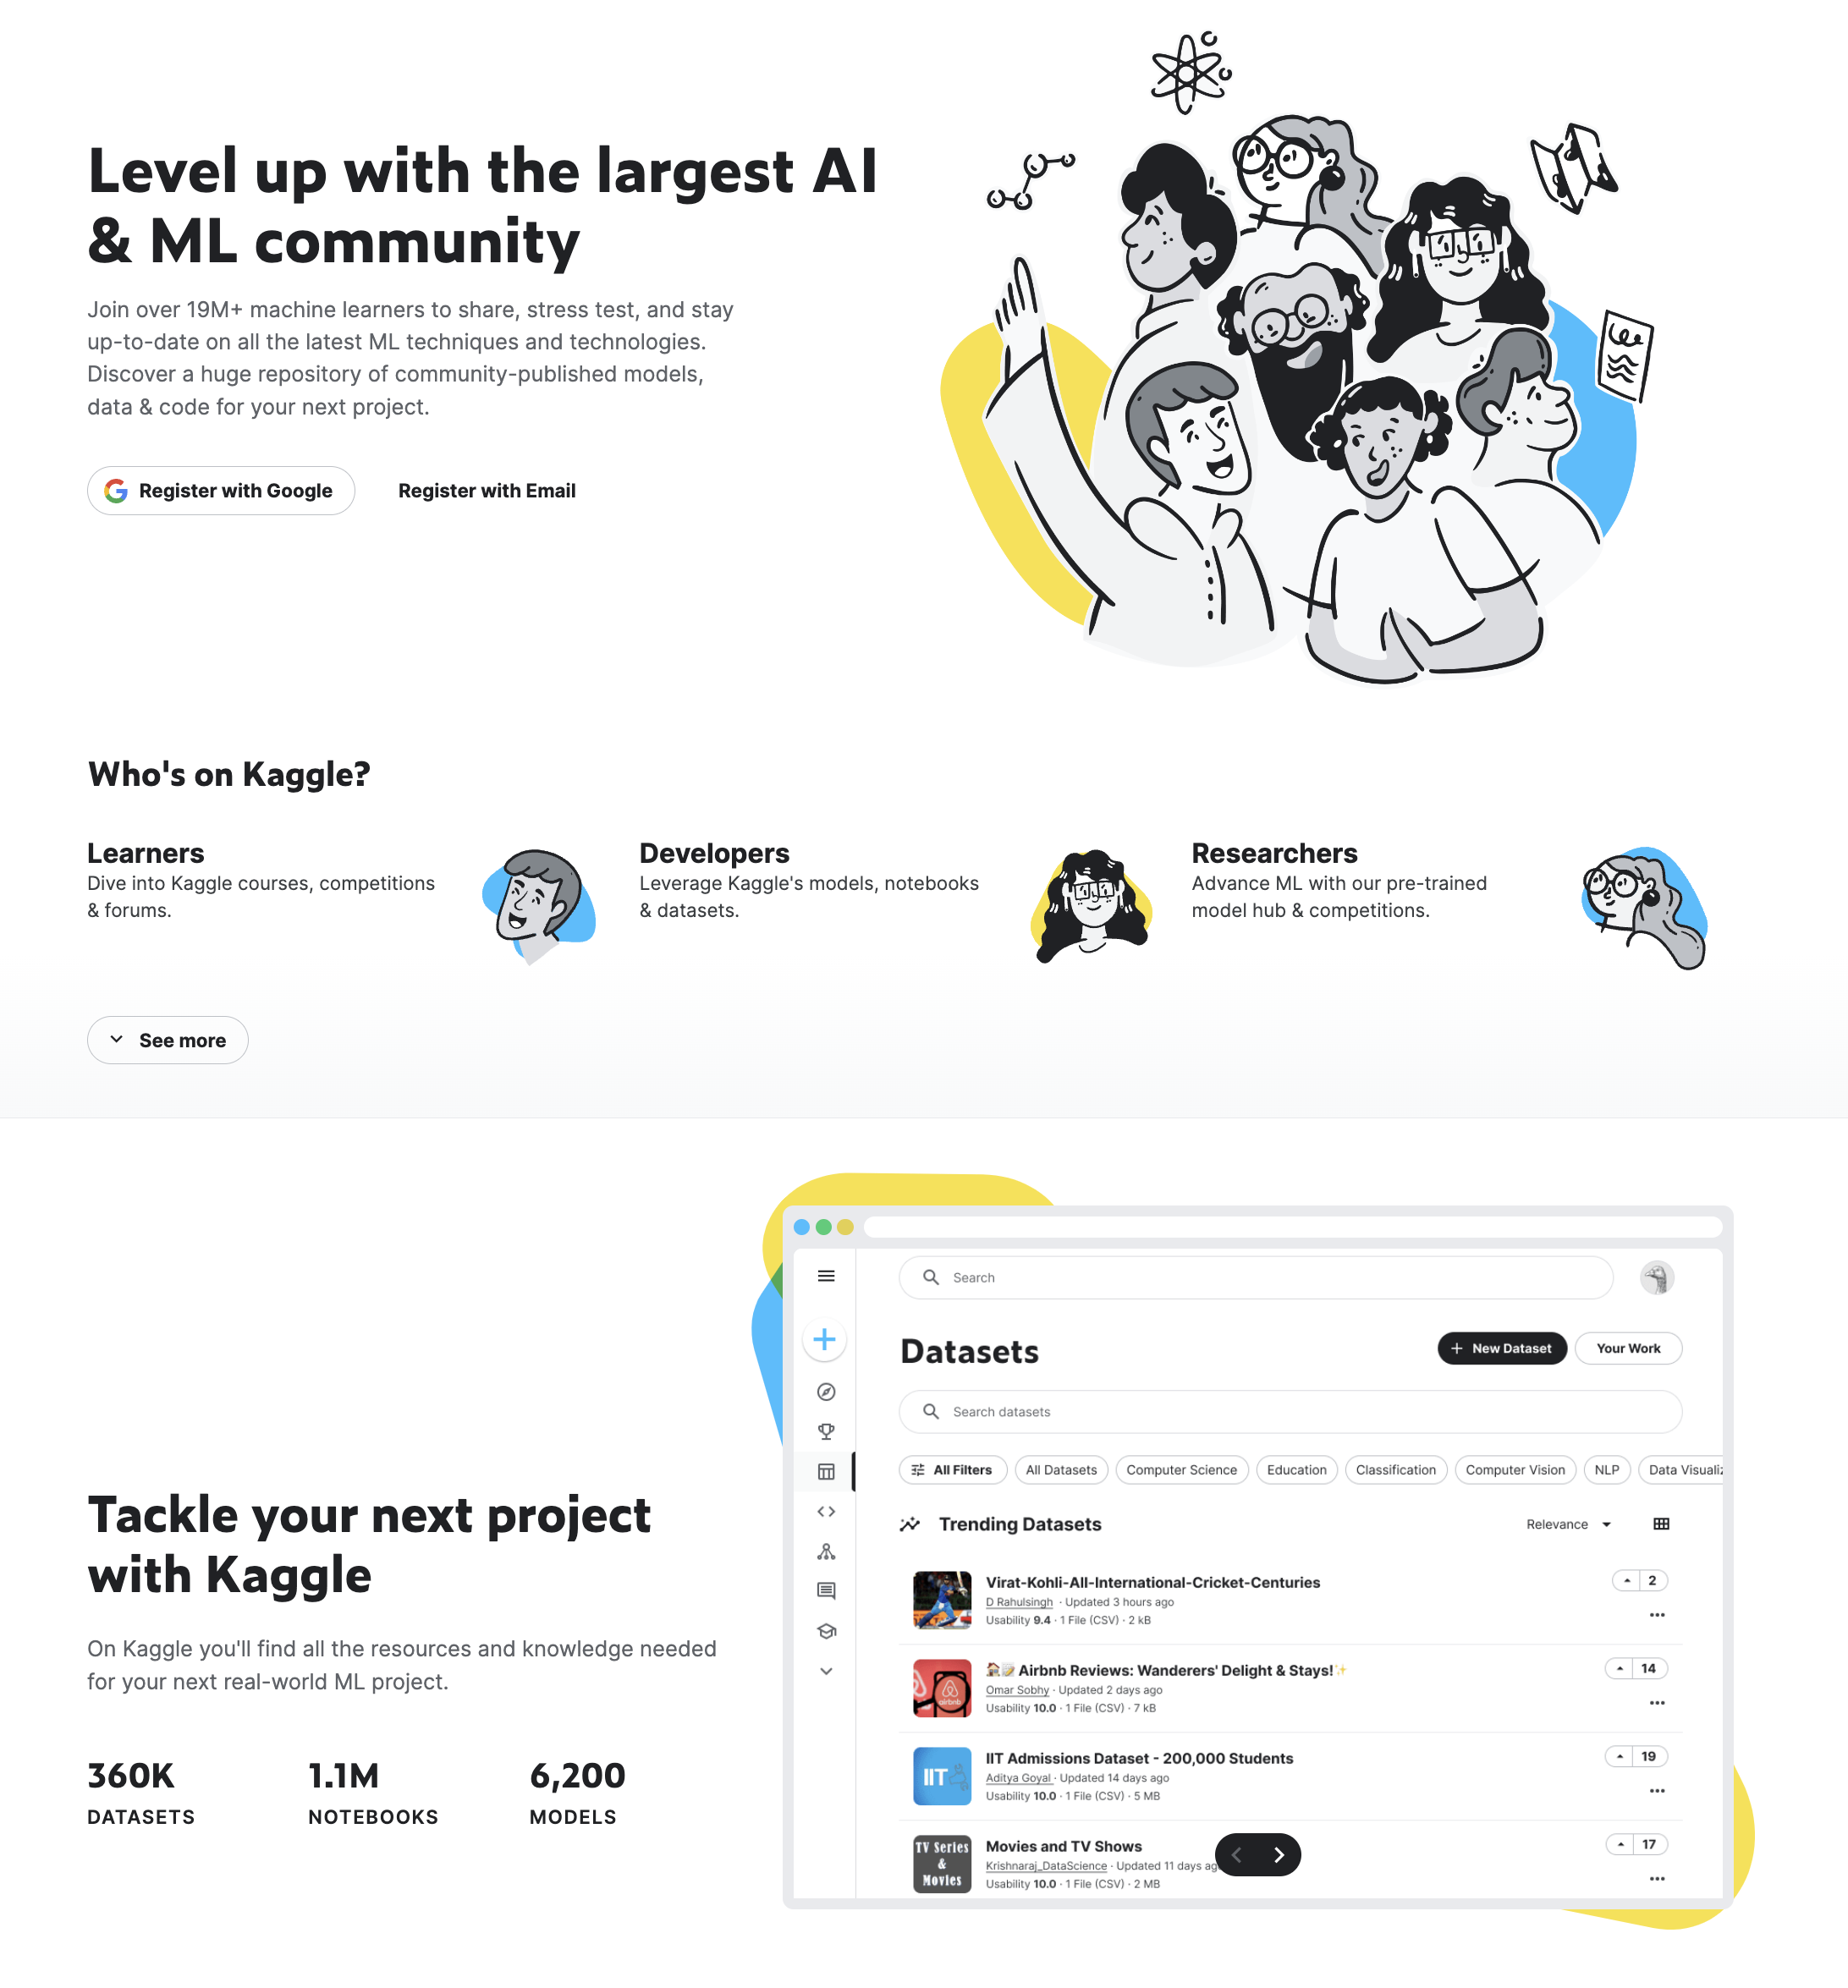 Level up with the largest AI
& ML community
Join over 19M+ machine learners to share, stress test, and stay
up-to-date on all the latest ML techniques and technologies.
Discover a huge repository of community-published models,
data & code for your next project.
Register with Google
Register with Email
Who's on Kaggle?
Learners
Dive into Kaggle courses, competitions
& forums.
Developers
Leverage Kaggle's models, notebooks
& datasets.
Researchers
Advance ML with our pre-trained
model hub & competitions.
See more
Tackle your next project
with Kaggle
On Kaggle you'll find all the resources and knowledge needed
for your next real-world ML project.
360K
DATASETS
1.1M
NOTEBOOKS
6,200
MODELS
Search
Datasets
New Dataset
Your Work
Search datasets
All Filters
All Datasets
Computer Science
Education
Classification
Computer Vision
NLP
Data Visualiz
Trending Datasets
Relevance
Virat-Kohli-All-International-Cricket-Centuries
D Rahulsingh · Updated 3 hours ago
Usability 9.4 · 1 File (CSV) · 2 kB
2
airbnb
🏠📝 Airbnb Reviews: Wanderers' Delight & Stays!✨
Omar Sobhy · Updated 2 days ago
Usability 10.0 · 1 File (CSV) · 7 kB
14
IIT
IIT Admissions Dataset - 200,000 Students
Aditya Goyal · Updated 14 days ago
Usability 10.0 · 1 File (CSV) · 5 MB
19
TV Series
&
Movies
Movies and TV Shows
Krishnaraj_DataScience · Updated 11 days ag
Usability 10.0 · 1 File (CSV) · 2 MB
17